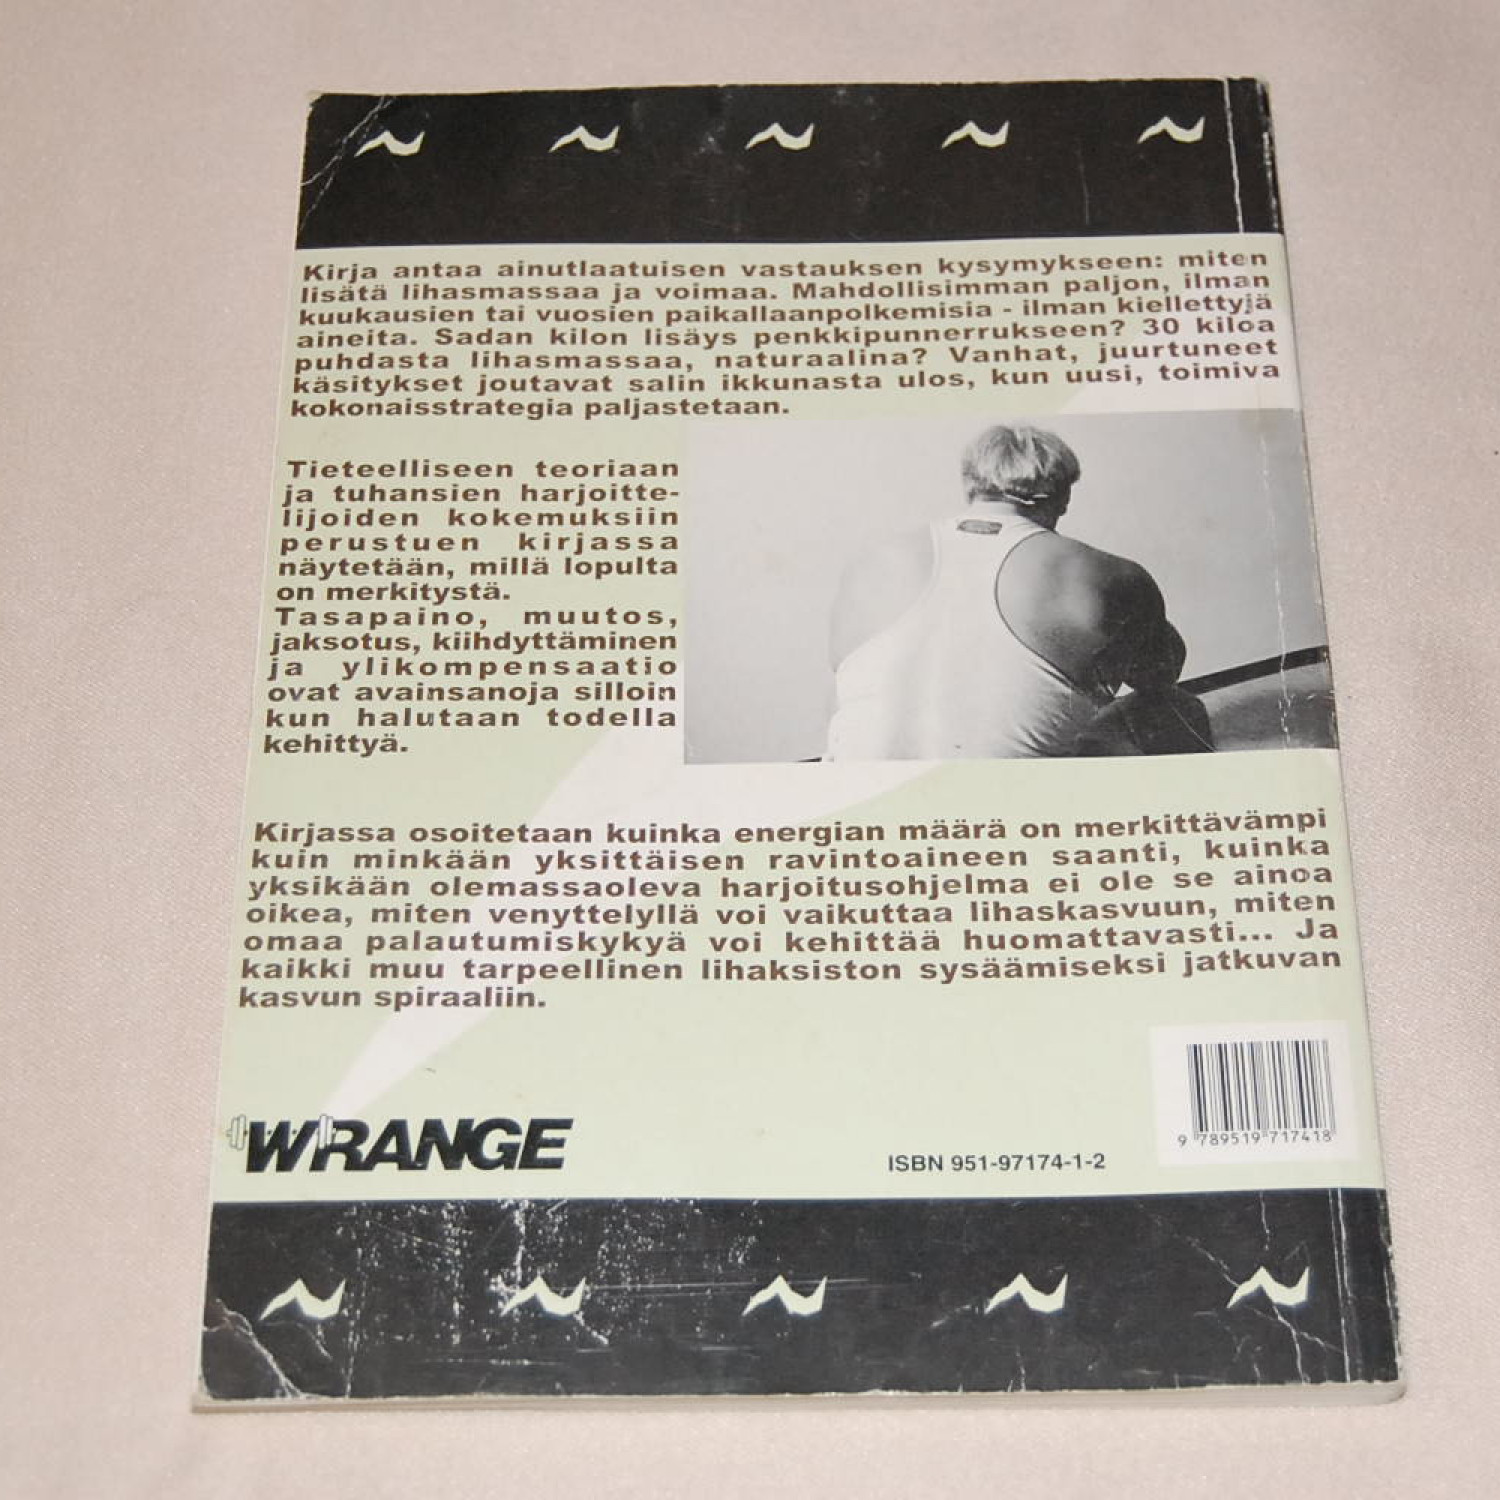 Kirja antaa ainutlaatuisen vastauksen kysymykseen: miten
lisätä lihasmassaa ja voimaa. Mahdollisimman paljon, ilman
kuukausien tai vuosien paikallaanpolkemisia - ilman kiellettyjä
aineita. Sadan kilon lisäys penkkipunnerrukseen? 30 kiloa
puhdasta lihasmassaa, naturaalina? Vanhat, juurtuneet
käsitykset joutavat salin ikkunasta ulos, kun uusi, toimiva
kokonaisstrategia paljastetaan.
Tieteelliseen teoriaan
ja tuhansien harjoitte-
lijoiden kokemuksiin
perustuen kirjassa
näytetään, millä lopulta
on merkitystä.
Tasapaino, muutos,
jaksotus, kiihdyttäminen
ja ylikompensaatio
ovat avainsanoja silloin
kun halutaan todella
kehittyä.
Kirjassa osoitetaan kuinka energian määrä on merkittävämpi
kuin minkään yksittäisen ravintoaineen saanti, kuinka
yksikään olemassaoleva harjoitusohjelma ei ole se ainoa
oikea, miten venyttelyllä voi vaikuttaa lihaskasvuun, miten
omaa palautumiskykyä voi kehittää huomattavasti... Ja
kaikki muu tarpeellinen lihaksiston sysäämiseksi jatkuvan
kasvun spiraaliin.
WRANGE
ISBN 951-97174-1-2
9 789519 717418